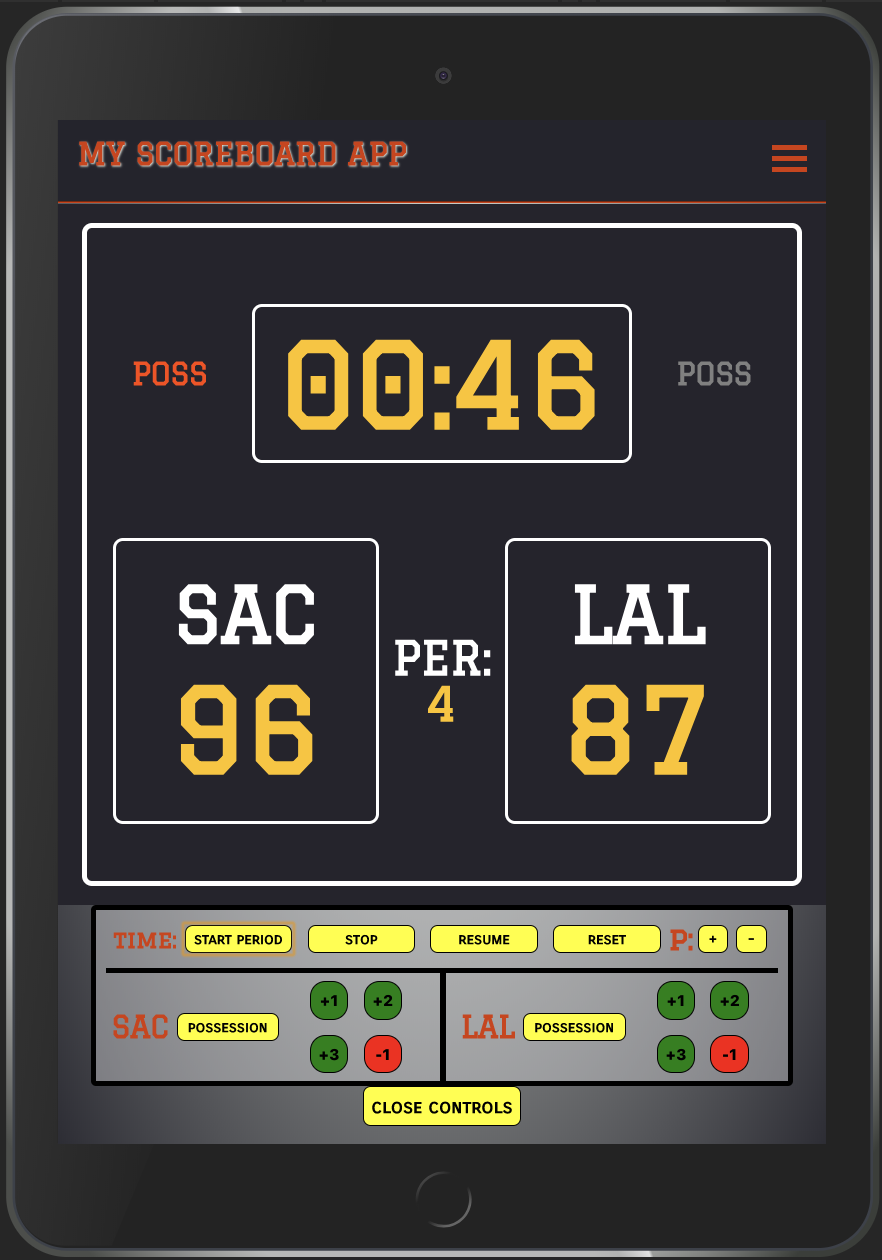 MY SCOREBOARD APP
POSS 00:46 POSS
SAC LAL
PER:
96 4 87
TIME: START PERIOD STOP RESUME RESET P: + -
+1 +2 +1 +2
SAC POSSESSION LAL POSSESSION
+3 -1 +3 -1
CLOSE CONTROLS